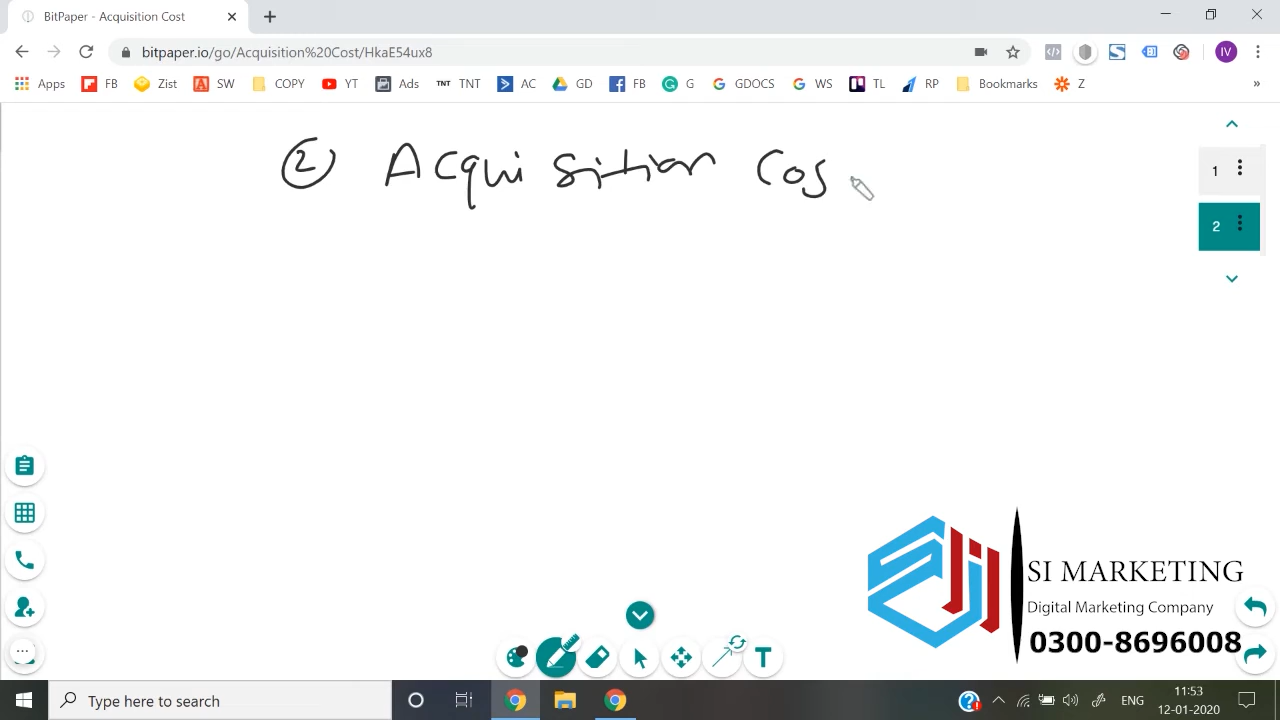 BitPaper - Acquisition Cost
bitpaper.io/go/Acquisition%20Cost/HkaE54ux8
IV
Apps FB Zist SW COPY YT Ads TNT TNT AC GD FB G GDOCS WS TL RP Bookmarks Z »
② Acquisition Cos
1
2
SI MARKETING
Digital Marketing Company
0300-8696008
T
Type here to search
ENG
11:53
12-01-2020